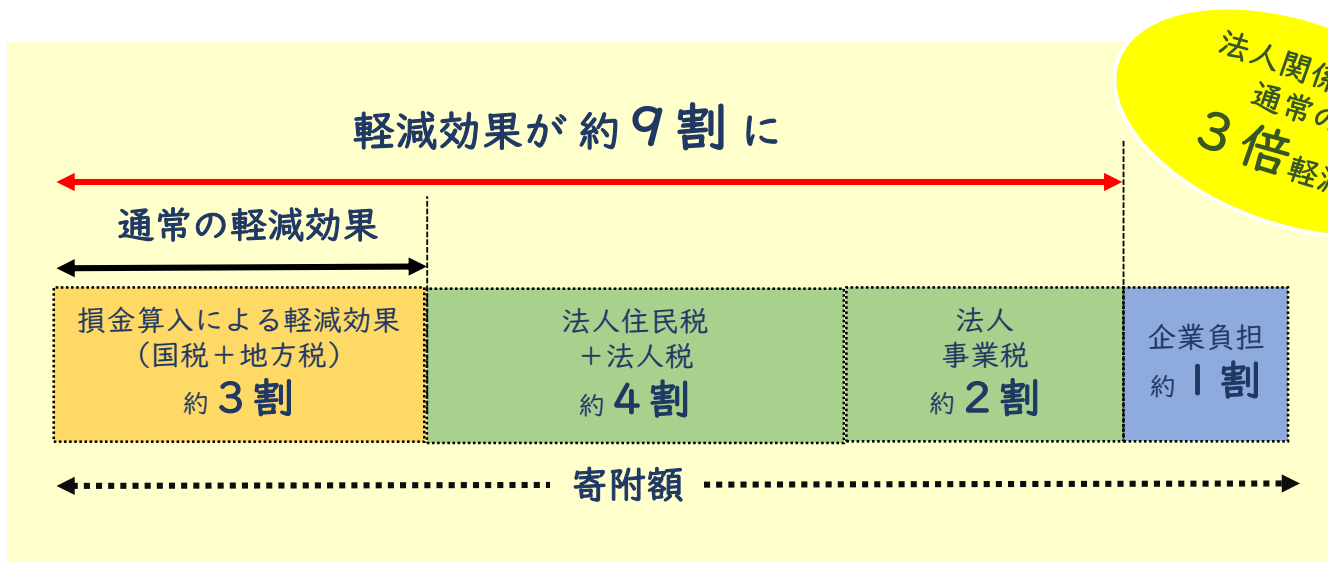 法人関係
通常の
3倍軽減
軽減効果が 約9割 に
通常の軽減効果
損金算入による軽減効果
（国税＋地方税）
約3割
法人住民税
＋法人税
約4割
法人
事業税
約2割
企業負担
約1割
寄附額